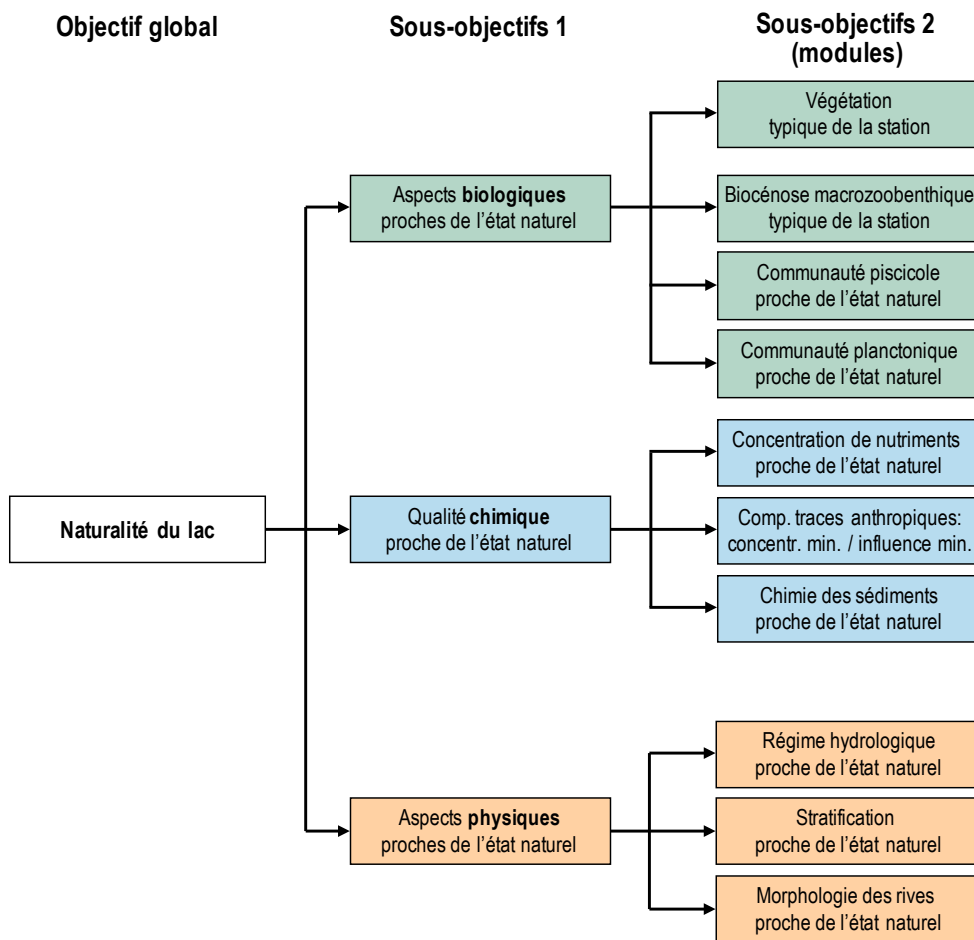 Objectif global
Sous-objectifs 1
Sous-objectifs 2
(modules)
Végétation
typique de la station
Aspects biologiques
proches de l'état naturel
Biocénose macrozoobenthique
typique de la station
Communauté piscicole
proche de l'état naturel
Communauté planctonique
proche de l'état naturel
Concentration de nutriments
proche de l'état naturel
Naturalité du lac
Qualité chimique
proche de l'état naturel
Comp. traces anthropiques:
concentr. min. / influence min.
Chimie des sédiments
proche de l'état naturel
Régime hydrologique
proche de l'état naturel
Aspects physiques
proches de l'état naturel
Stratification
proche de l'état naturel
Morphologie des rives
proche de l'état naturel